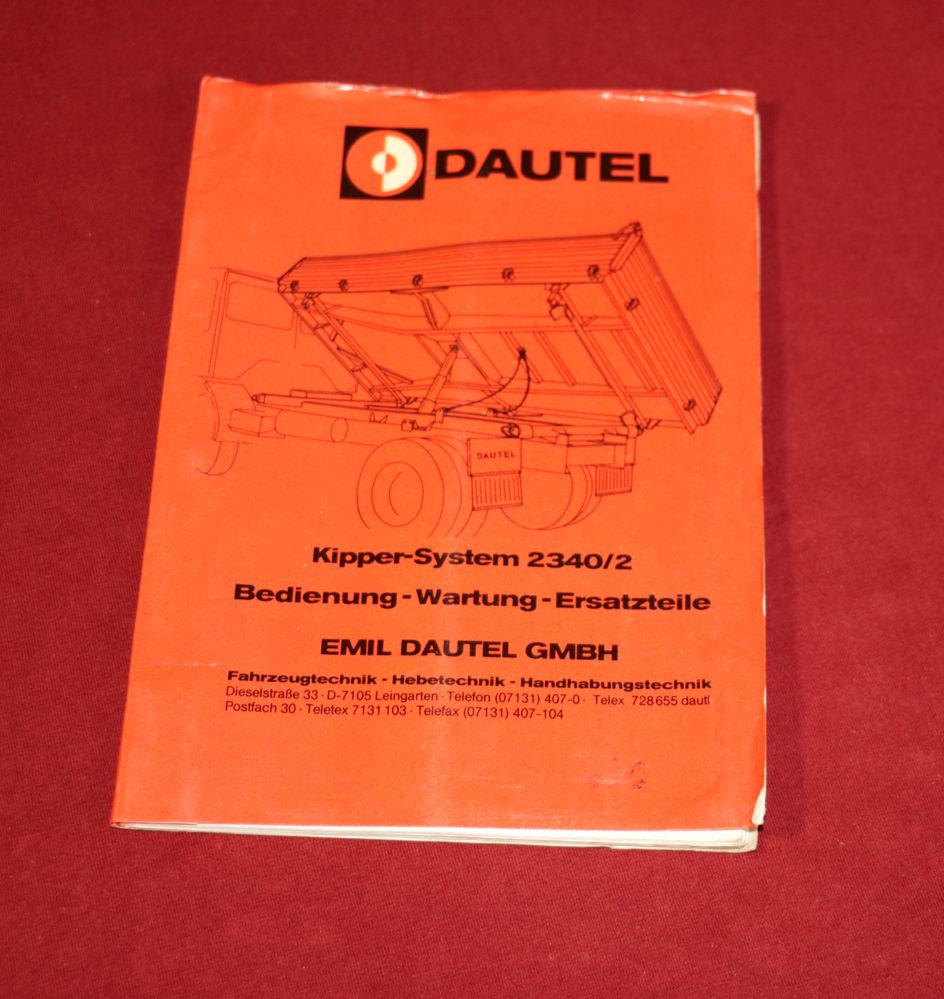 DAUTEL
DAUTEL
Kipper-System 2340/2
Bedienung - Wartung - Ersatzteile
EMIL DAUTEL GMBH
Fahrzeugtechnik - Hebetechnik - Handhabungstechnik
Dieselstraße 33 · D-7105 Leingarten · Telefon (07131) 407-0 · Telex 728655 dautl
Postfach 30 · Teletex 7131103 · Telefax (07131) 407-104